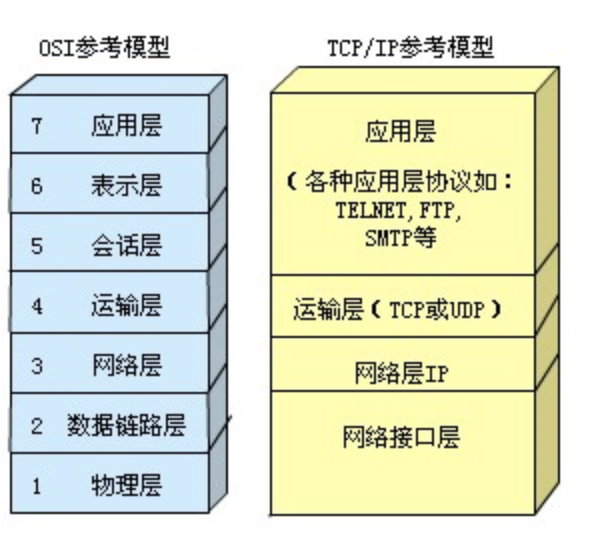 OSI参考模型
7 应用层
6 表示层
5 会话层
4 运输层
3 网络层
2 数据链路层
1 物理层
TCP/IP参考模型
应用层
(各种应用层协议如:
TELNET,FTP,
SMTP等
运输层(TCP或UDP)
网络层IP
网络接口层